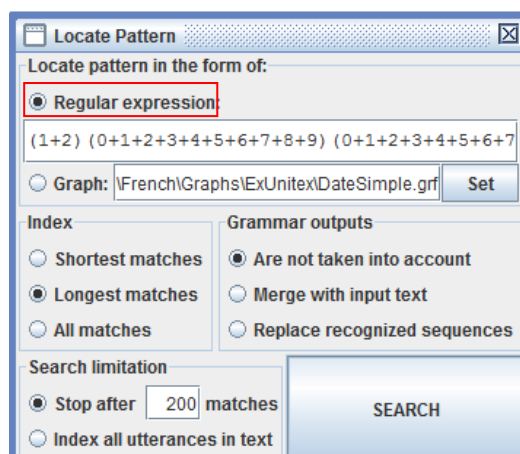 Locate Pattern
Locate pattern in the form of:
Regular expression:
(1+2) (0+1+2+3+4+5+6+7+8+9) (0+1+2+3+4+5+6+7
Graph: \French\Graphs\ExUnitex\DateSimple.grf Set
Index Grammar outputs
Shortest matches Are not taken into account
Longest matches Merge with input text
All matches Replace recognized sequences
Search limitation
Stop after 200 matches SEARCH
Index all utterances in text